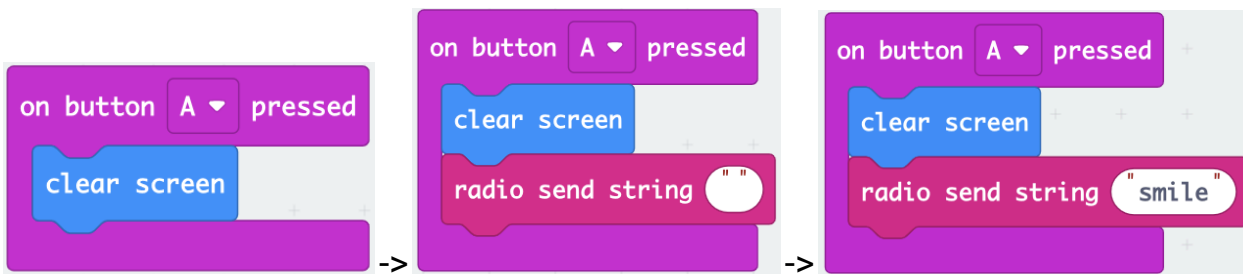 on button A pressed
clear screen
->
on button A pressed
clear screen
radio send string " "
->
on button A pressed
clear screen
radio send string "smile"